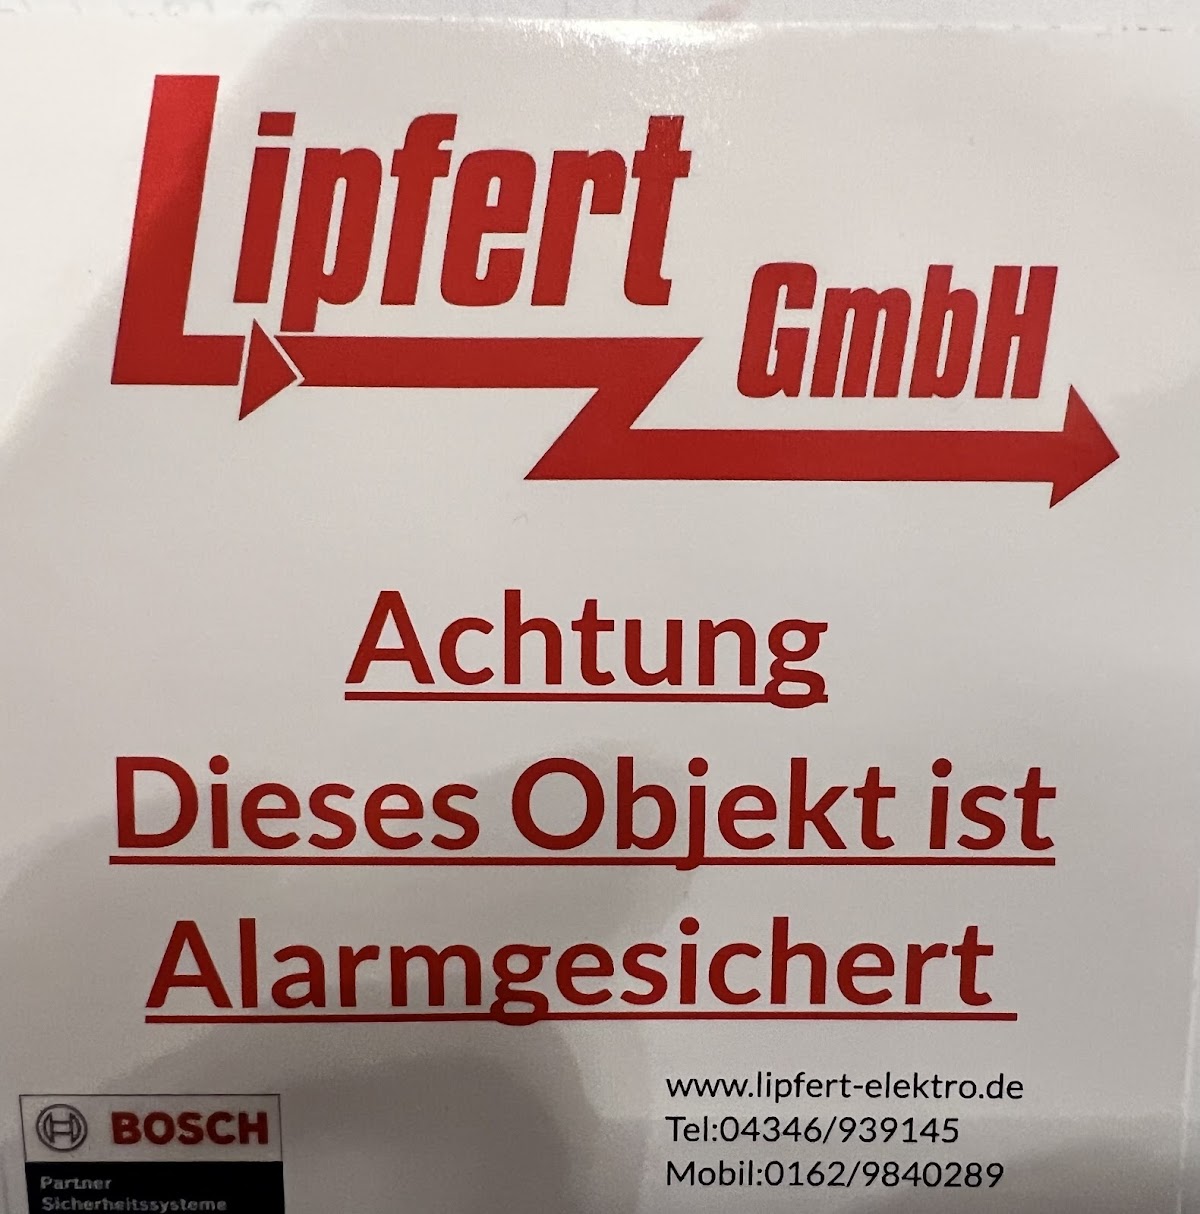 Lipfert
GmbH
Achtung
Dieses Objekt ist
Alarmgesichert
www.lipfert-elektro.de
Tel:04346/939145
Mobil:0162/9840289
BOSCH
Partner
Sicherheitssysteme